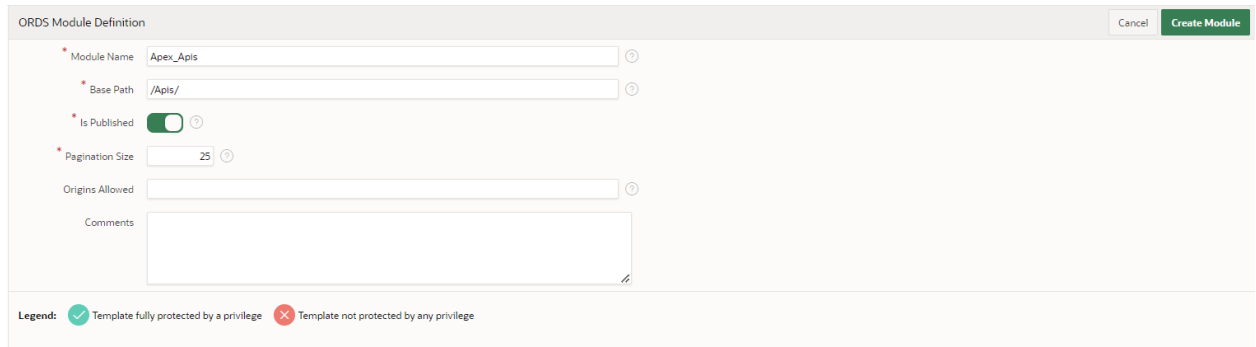 ORDS Module Definition
Cancel
Create Module
* Module Name Apex_Apis ?
* Base Path /Apis/ ?
* Is Published ?
* Pagination Size 25 ?
Origins Allowed ?
Comments
Legend: Template fully protected by a privilege Template not protected by any privilege